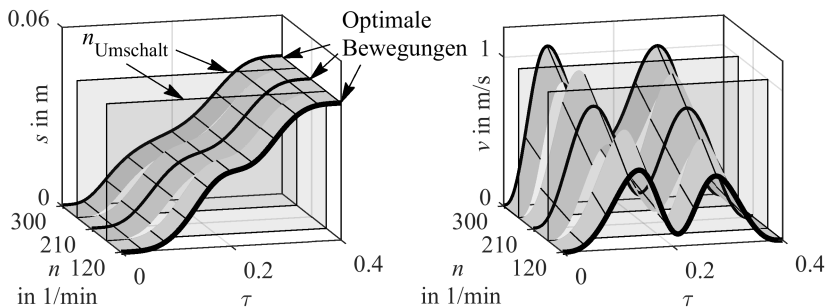 0.06
s in m
0
300
210
120
n
in 1/min
0
0.2
0.4
τ
n Umschalt
Optimale
Bewegungen
1
v in m/s
0
300
210
120
n
in 1/min
0
0.2
0.4
τ